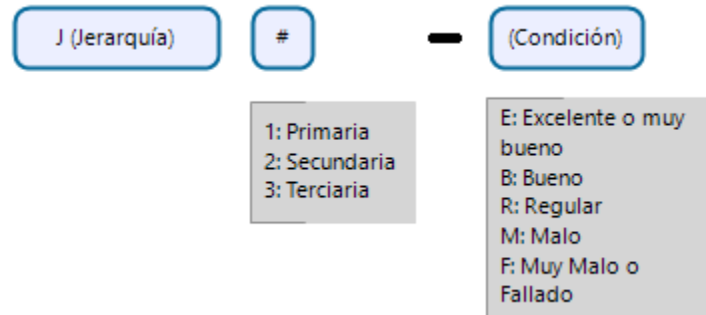 J (Jerarquía)
#
(Condición)
1: Primaria
2: Secundaria
3: Terciaria
E: Excelente o muy
bueno
B: Bueno
R: Regular
M: Malo
F: Muy Malo o
Fallado